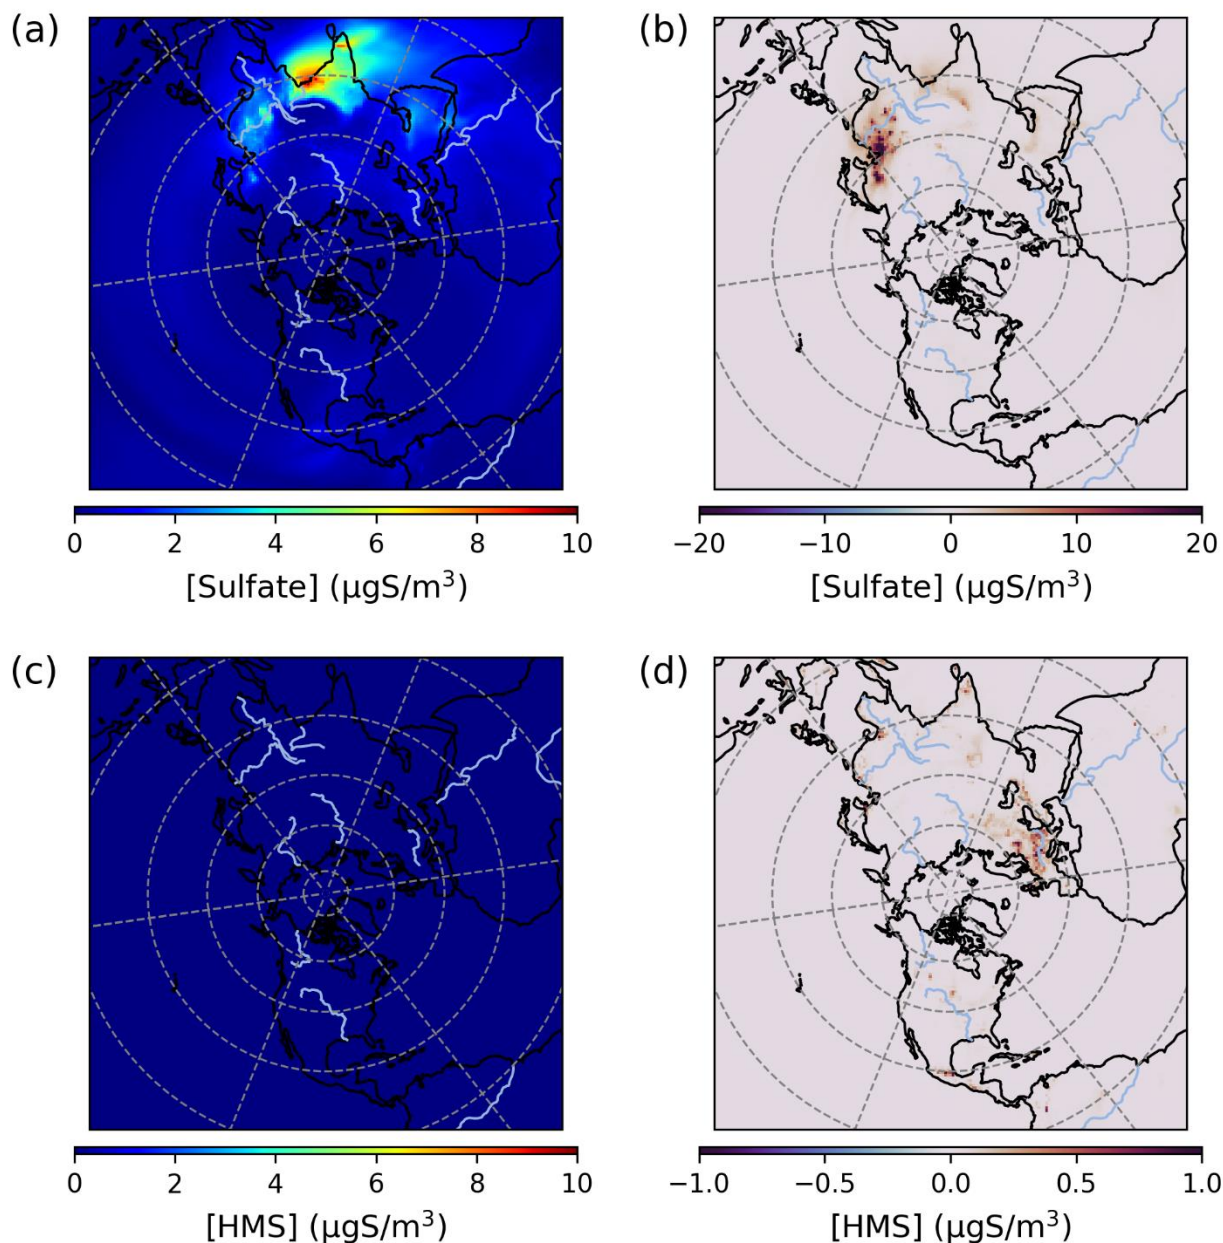 (a)
(b)
0 2 4 6 8 10
[Sulfate] (µgS/m³)
−20 −10 0 10 20
[Sulfate] (µgS/m³)
(c)
(d)
0 2 4 6 8 10
[HMS] (µgS/m³)
−1.0 −0.5 0.0 0.5 1.0
[HMS] (µgS/m³)